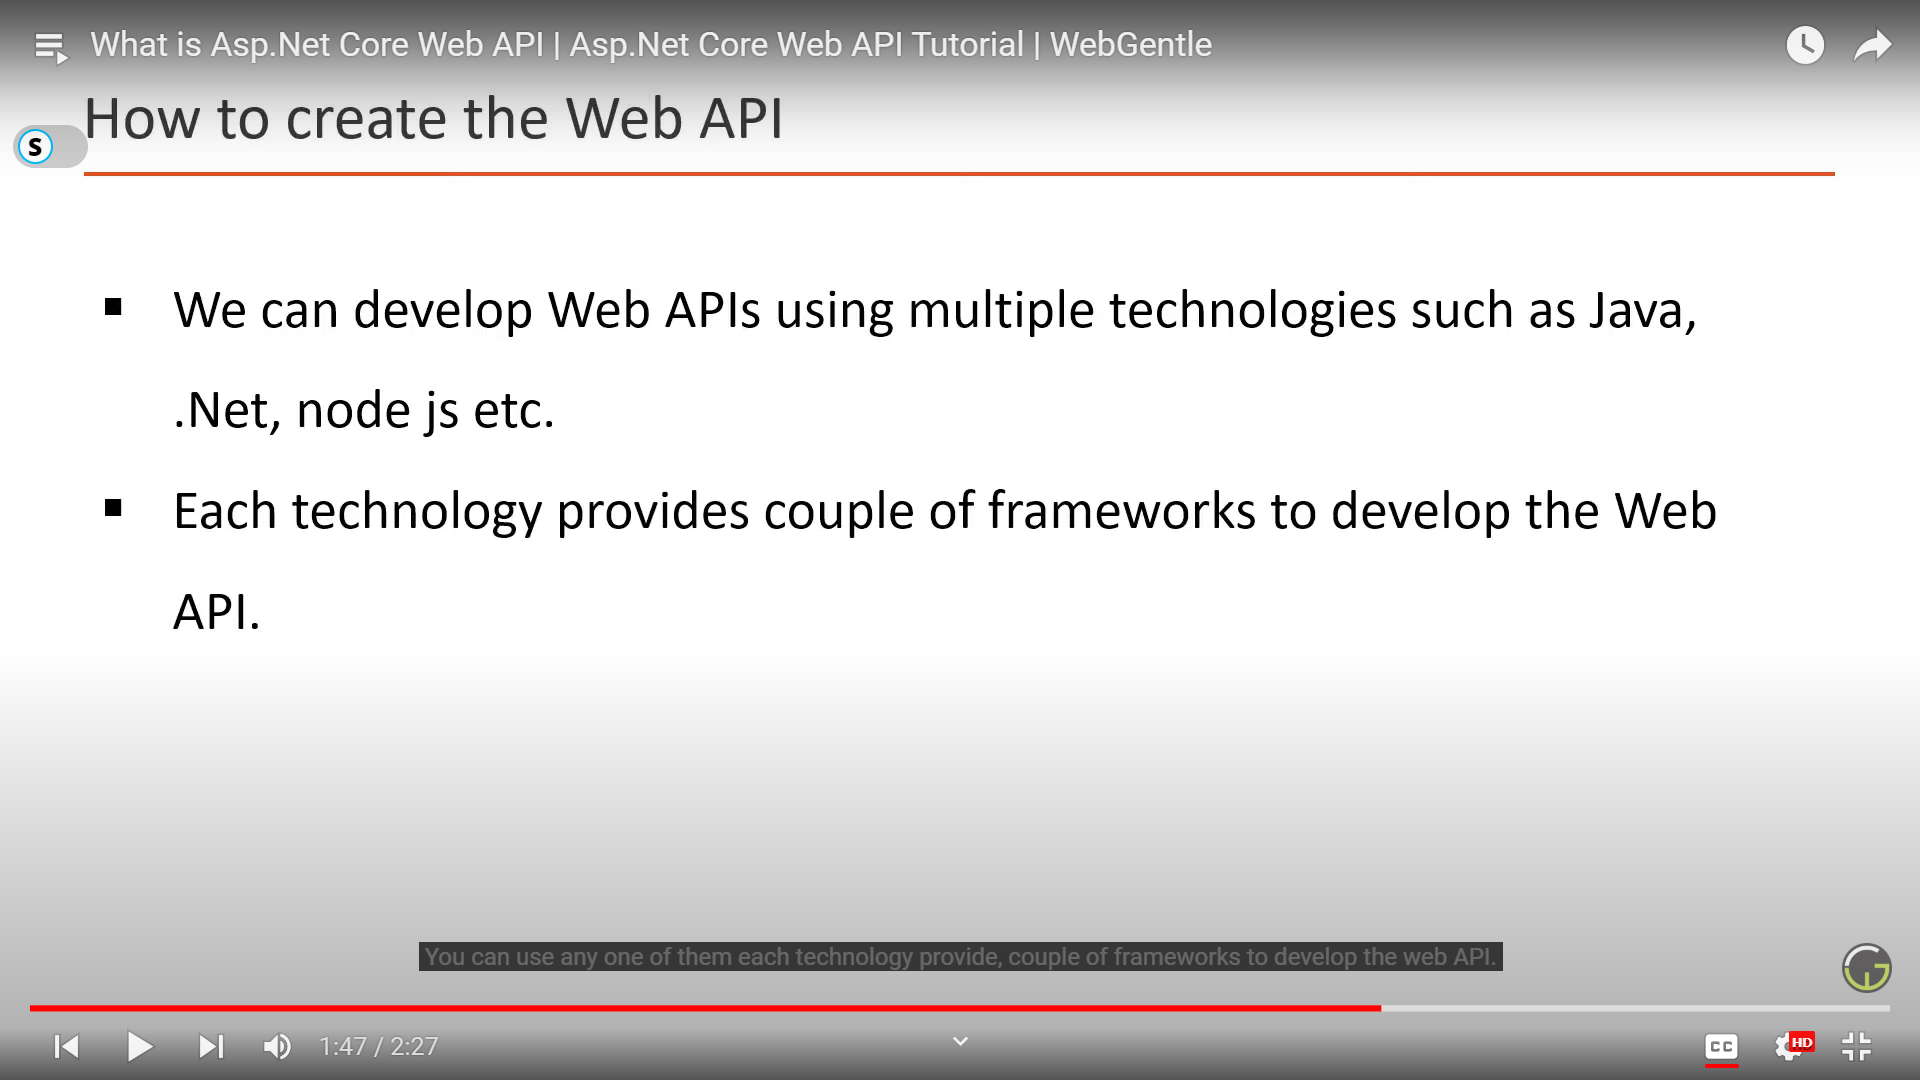 What is Asp.Net Core Web API | Asp.Net Core Web API Tutorial | WebGentle
How to create the Web API
S
We can develop Web APIs using multiple technologies such as Java,
.Net, node js etc.
Each technology provides couple of frameworks to develop the Web
API.
You can use any one of them each technology provide, couple of frameworks to develop the web API.
1:47 / 2:27
CC
HD